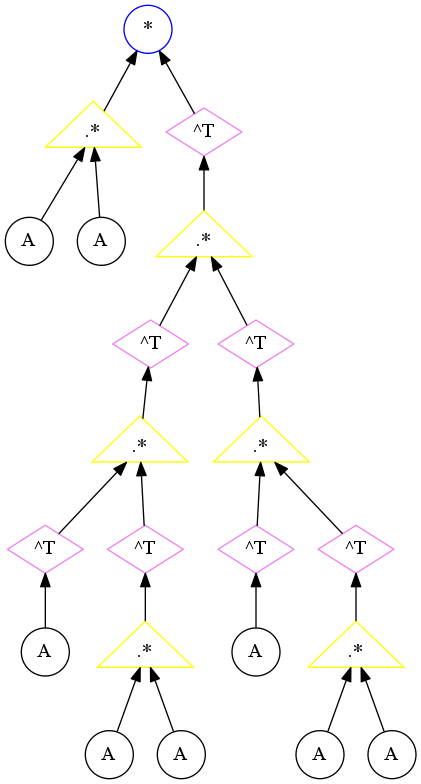 *
.* ^T
A A .*
^T ^T
.* .*
^T ^T ^T ^T
A .* A .*
A A A A